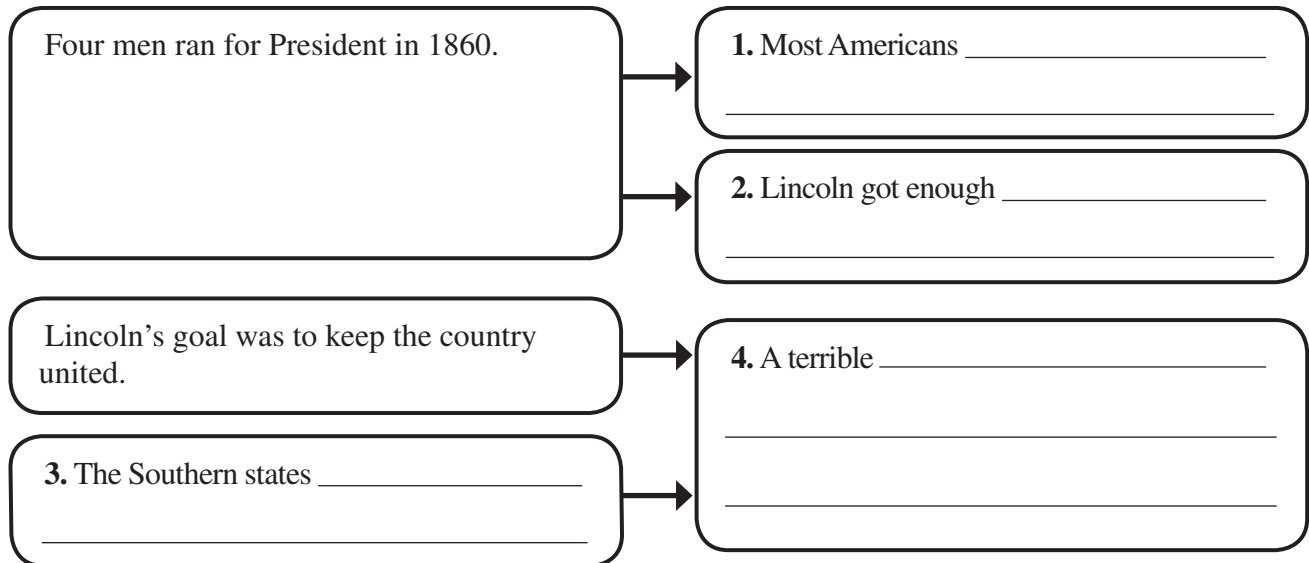 Four men ran for President in 1860.
1. Most Americans
2. Lincoln got enough
Lincoln’s goal was to keep the country
united.
3. The Southern states
4. A terrible